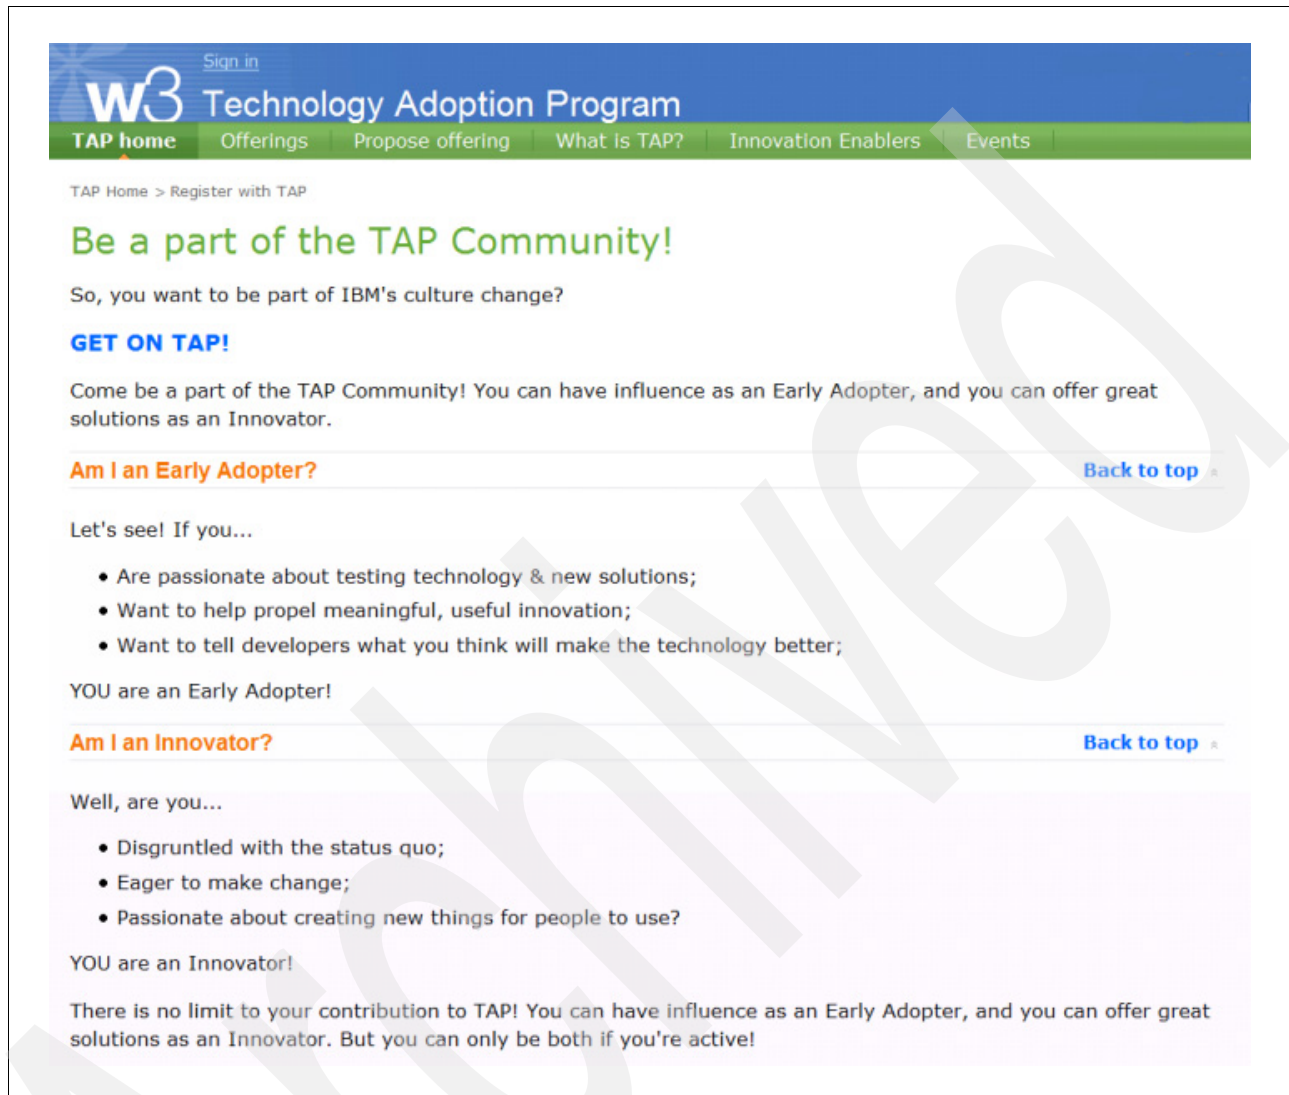 Sign in
w3 Technology Adoption Program
TAP home Offerings Propose offering What is TAP? Innovation Enablers Events
TAP Home > Register with TAP
Be a part of the TAP Community!
So, you want to be part of IBM's culture change?
GET ON TAP!
Come be a part of the TAP Community! You can have influence as an Early Adopter, and you can offer great
solutions as an Innovator.
Am I an Early Adopter? Back to top
Let's see! If you...
• Are passionate about testing technology & new solutions;
• Want to help propel meaningful, useful innovation;
• Want to tell developers what you think will make the technology better;
YOU are an Early Adopter!
Am I an Innovator? Back to top
Well, are you...
• Disgruntled with the status quo;
• Eager to make change;
• Passionate about creating new things for people to use?
YOU are an Innovator!
There is no limit to your contribution to TAP! You can have influence as an Early Adopter, and you can offer great
solutions as an Innovator. But you can only be both if you're active!
Archived